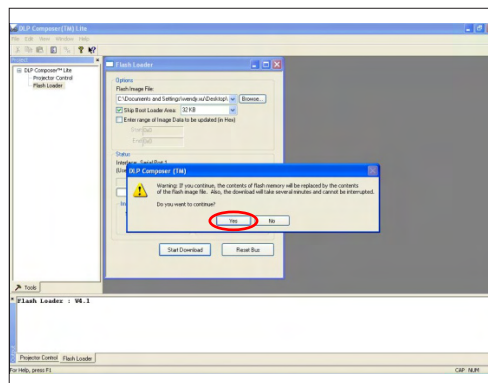 DLP Composer(TM) Lite
File Edit View Window Help
Project
DLP Composer™ Lite
Projector Control
Flash Loader
Flash Loader
Options
Flash Image File:
C:\Documents and Settings\wendy.xu\Desktop\ Browse...
Skip Boot Loader Area: 32 KB
Enter range of Image Data to be updated (in Hex)
Status
Interface: Serial Port 1
DLP Composer (TM)
Warning: If you continue, the contents of flash memory will be replaced by the contents
of the flash image file. Also, the download will take several minutes and cannot be interrupted.
Do you want to continue?
Yes No
Start Download Reset Bus
Tools
Flash Loader : V4.1
Projector Control Flash Loader
For Help, press F1 CAP NUM